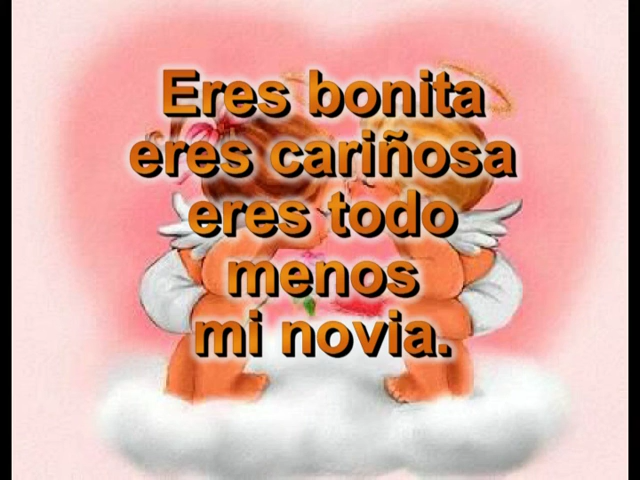 Eres bonita
eres cariñosa
eres todo
menos
mi novia.